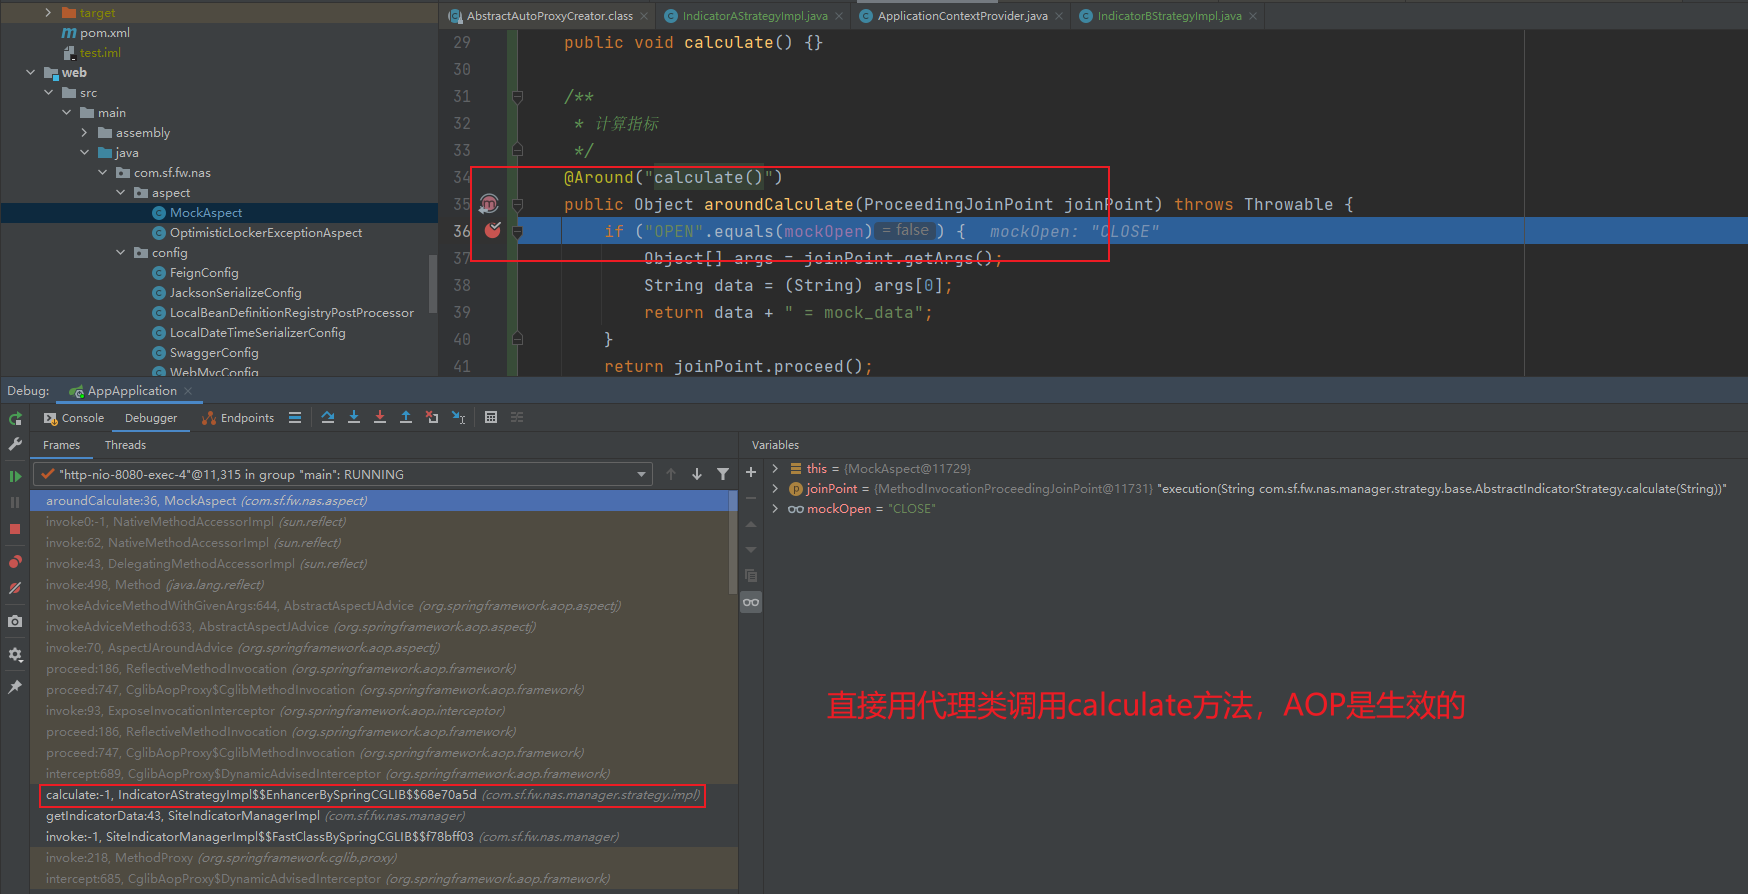 target
pom.xml
test.iml
web
src
main
assembly
java
com.sf.fw.nas
aspect
MockAspect
OptimisticLockerExceptionAspect
config
FeignConfig
JacksonSerializeConfig
LocalBeanDefinitionRegistryPostProcessor
LocalDateTimeSerializerConfig
SwaggerConfig
WebMvcConfig
AbstractAutoProxyCreator.class IndicatorAStrategyImpl.java ApplicationContextProvider.java IndicatorBStrategyImpl.java
29 public void calculate() {}
30
31 /**
32 * 计算指标
33 */
34 @Around("calculate()")
35 public Object aroundCalculate(ProceedingJoinPoint joinPoint) throws Throwable {
36 if ("OPEN".equals(mockOpen) = false ) { mockOpen: "CLOSE"
37 Object[] args = joinPoint.getArgs();
38 String data = (String) args[0];
39 return data + " = mock_data";
40 }
41 return joinPoint.proceed();
Debug: AppApplication
Console Debugger Endpoints
Frames Threads
"http-nio-8080-exec-4"@11,315 in group "main": RUNNING
aroundCalculate:36, MockAspect (com.sf.fw.nas.aspect)
invoke0:-1, NativeMethodAccessorImpl (sun.reflect)
invoke:62, NativeMethodAccessorImpl (sun.reflect)
invoke:43, DelegatingMethodAccessorImpl (sun.reflect)
invoke:498, Method (java.lang.reflect)
invokeAdviceMethodWithGivenArgs:644, AbstractAspectJAdvice (org.springframework.aop.aspectj)
invokeAdviceMethod:633, AbstractAspectJAdvice (org.springframework.aop.aspectj)
invoke:70, AspectJAroundAdvice (org.springframework.aop.aspectj)
proceed:186, ReflectiveMethodInvocation (org.springframework.aop.framework)
proceed:747, CglibAopProxy$CglibMethodInvocation (org.springframework.aop.framework)
invoke:93, ExposeInvocationInterceptor (org.springframework.aop.interceptor)
proceed:186, ReflectiveMethodInvocation (org.springframework.aop.framework)
proceed:747, CglibAopProxy$CglibMethodInvocation (org.springframework.aop.framework)
intercept:689, CglibAopProxy$DynamicAdvisedInterceptor (org.springframework.aop.framework)
calculate:-1, IndicatorAStrategyImpl$$EnhancerBySpringCGLIB$$68e70a5d (com.sf.fw.nas.manager.strategy.impl)
getIndicatorData:43, SiteIndicatorManagerImpl (com.sf.fw.nas.manager)
invoke:-1, SiteIndicatorManagerImpl$$FastClassBySpringCGLIB$$f78bff03 (com.sf.fw.nas.manager)
invoke:218, MethodProxy (org.springframework.cglib.proxy)
intercept:685, CglibAopProxy$DynamicAdvisedInterceptor (org.springframework.aop.framework)
Variables
this = {MockAspect@11729}
joinPoint = {MethodInvocationProceedingJoinPoint@11731} "execution(String com.sf.fw.nas.manager.strategy.base.AbstractIndicatorStrategy.calculate(String))"
mockOpen = "CLOSE"
直接用代理类调用calculate方法，AOP是生效的